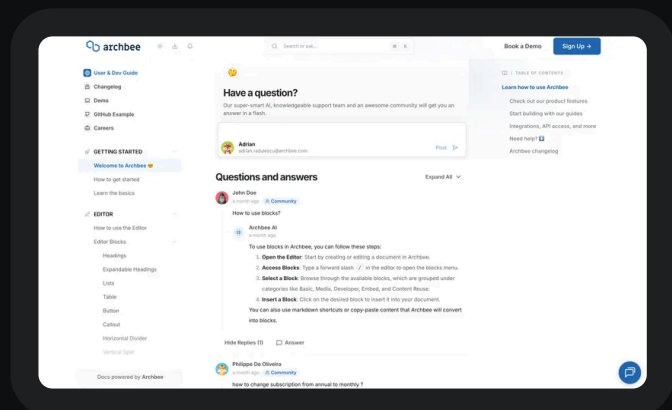 archbee
Search or ask...
⌘ K
Book a Demo
Sign Up →
User & Dev Guide
Changelog
Demo
GitHub Example
Careers
GETTING STARTED
Welcome to Archbee
How to get started
Learn the basics
EDITOR
How to use the Editor
Editor Blocks
Headings
Expandable Headings
Lists
Table
Button
Callout
Horizontal Divider
Vertical Split
Docs powered by Archbee
Have a question?
Our super-smart AI, knowledgeable support team and an awesome community will get you an
answer in a flash.
Adrian
Post
Questions and answers
Expand All
John Doe
a month ago
Community
How to use blocks?
Archbee AI
a month ago
To use blocks in Archbee, you can follow these steps:
1. Open the Editor: Start by creating or editing a document in Archbee.
2. Access Blocks: Type a forward slash / in the editor to open the blocks menu.
3. Select a Block: Browse through the available blocks, which are grouped under
categories like Basic, Media, Developer, Embed, and Content Reuse.
4. Insert a Block: Click on the desired block to insert it into your document.
You can also use markdown shortcuts or copy-paste content that Archbee will convert
into blocks.
Hide Replies (1)
Answer
Philippe De Oliveira
a month ago
Community
how to change subscription from annual to monthly ?
TABLE OF CONTENTS
Learn how to use Archbee
Check out our product features
Start building with our guides
Integrations, API access, and more
Need help?
Archbee changelog